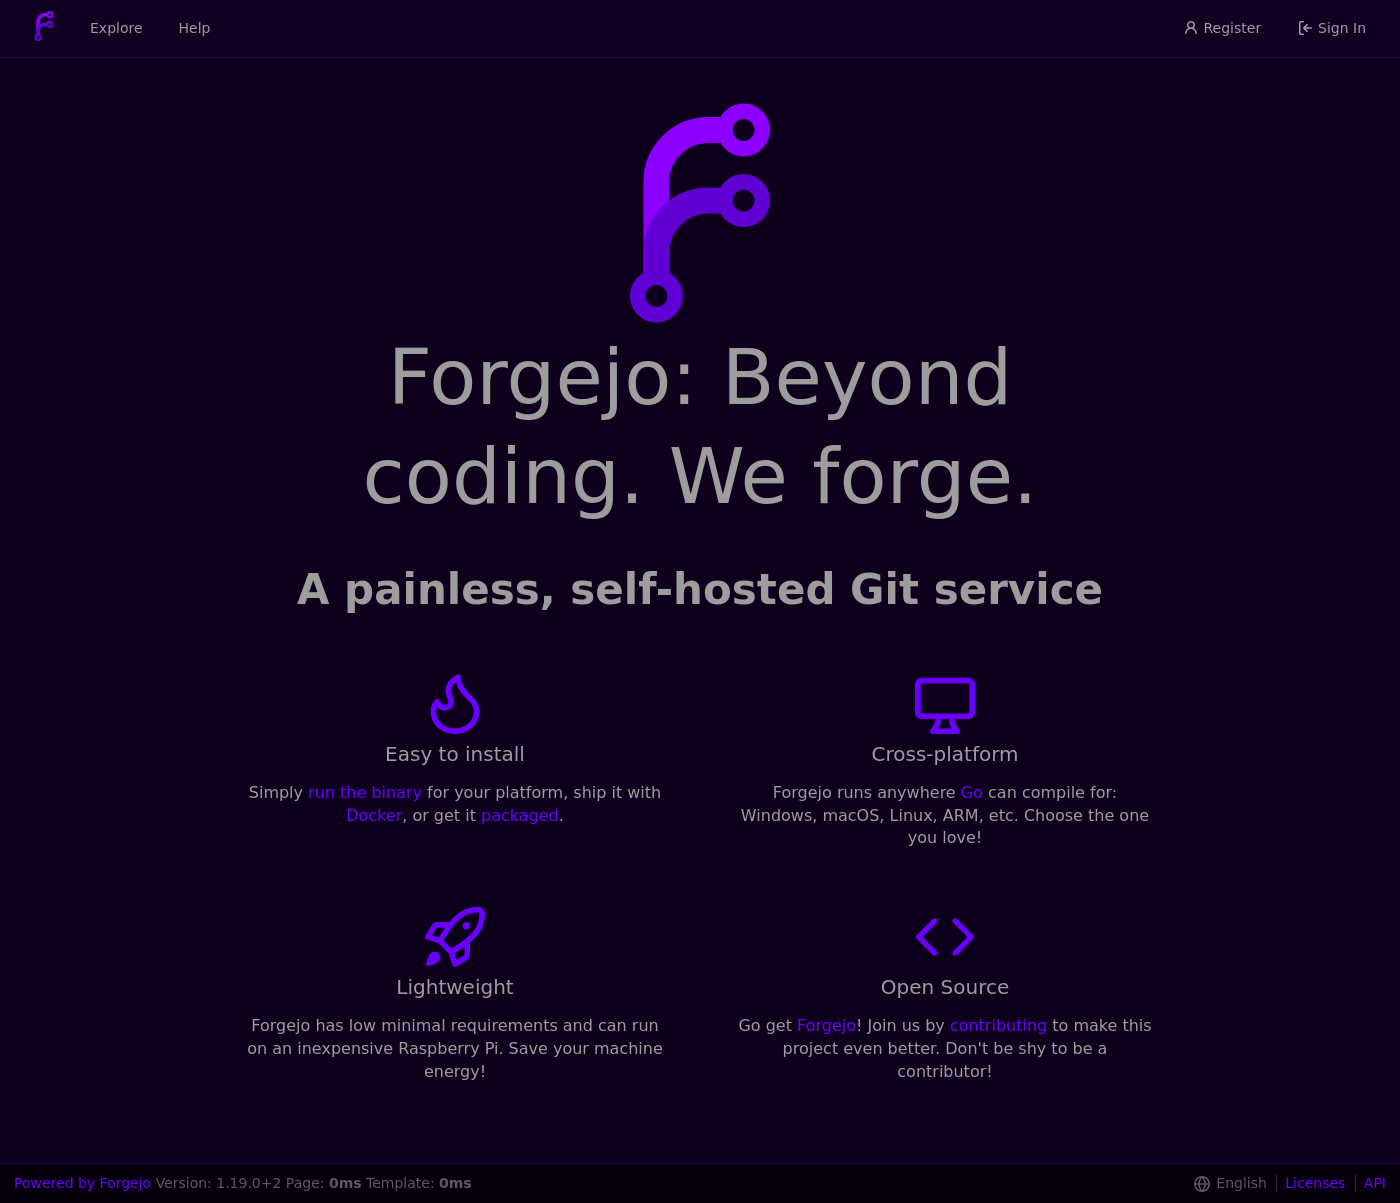 Explore Help Register Sign In
Forgejo: Beyond
coding. We forge.
A painless, self-hosted Git service
Easy to install
Simply run the binary for your platform, ship it with
Docker, or get it packaged.
Cross-platform
Forgejo runs anywhere Go can compile for:
Windows, macOS, Linux, ARM, etc. Choose the one
you love!
Lightweight
Forgejo has low minimal requirements and can run
on an inexpensive Raspberry Pi. Save your machine
energy!
Open Source
Go get Forgejo! Join us by contributing to make this
project even better. Don't be shy to be a
contributor!
Powered by Forgejo Version: 1.19.0+2 Page: 0ms Template: 0ms English Licenses API